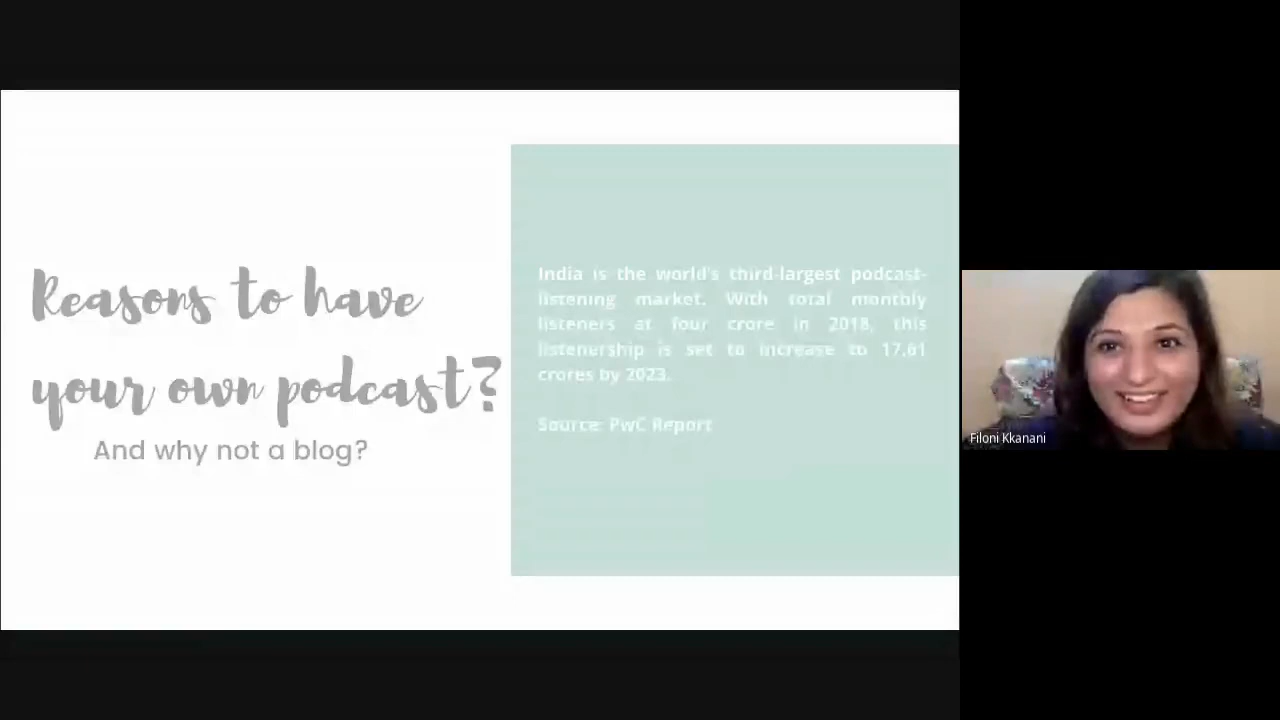 Reasons to have
your own podcast?
And why not a blog?
India is the world's third-largest podcast-
listening market. With total monthly
listeners at four crore in 2018, this
listenership is set to increase to 17.61
crores by 2023.
Source: PwC Report
Filoni Kkanani